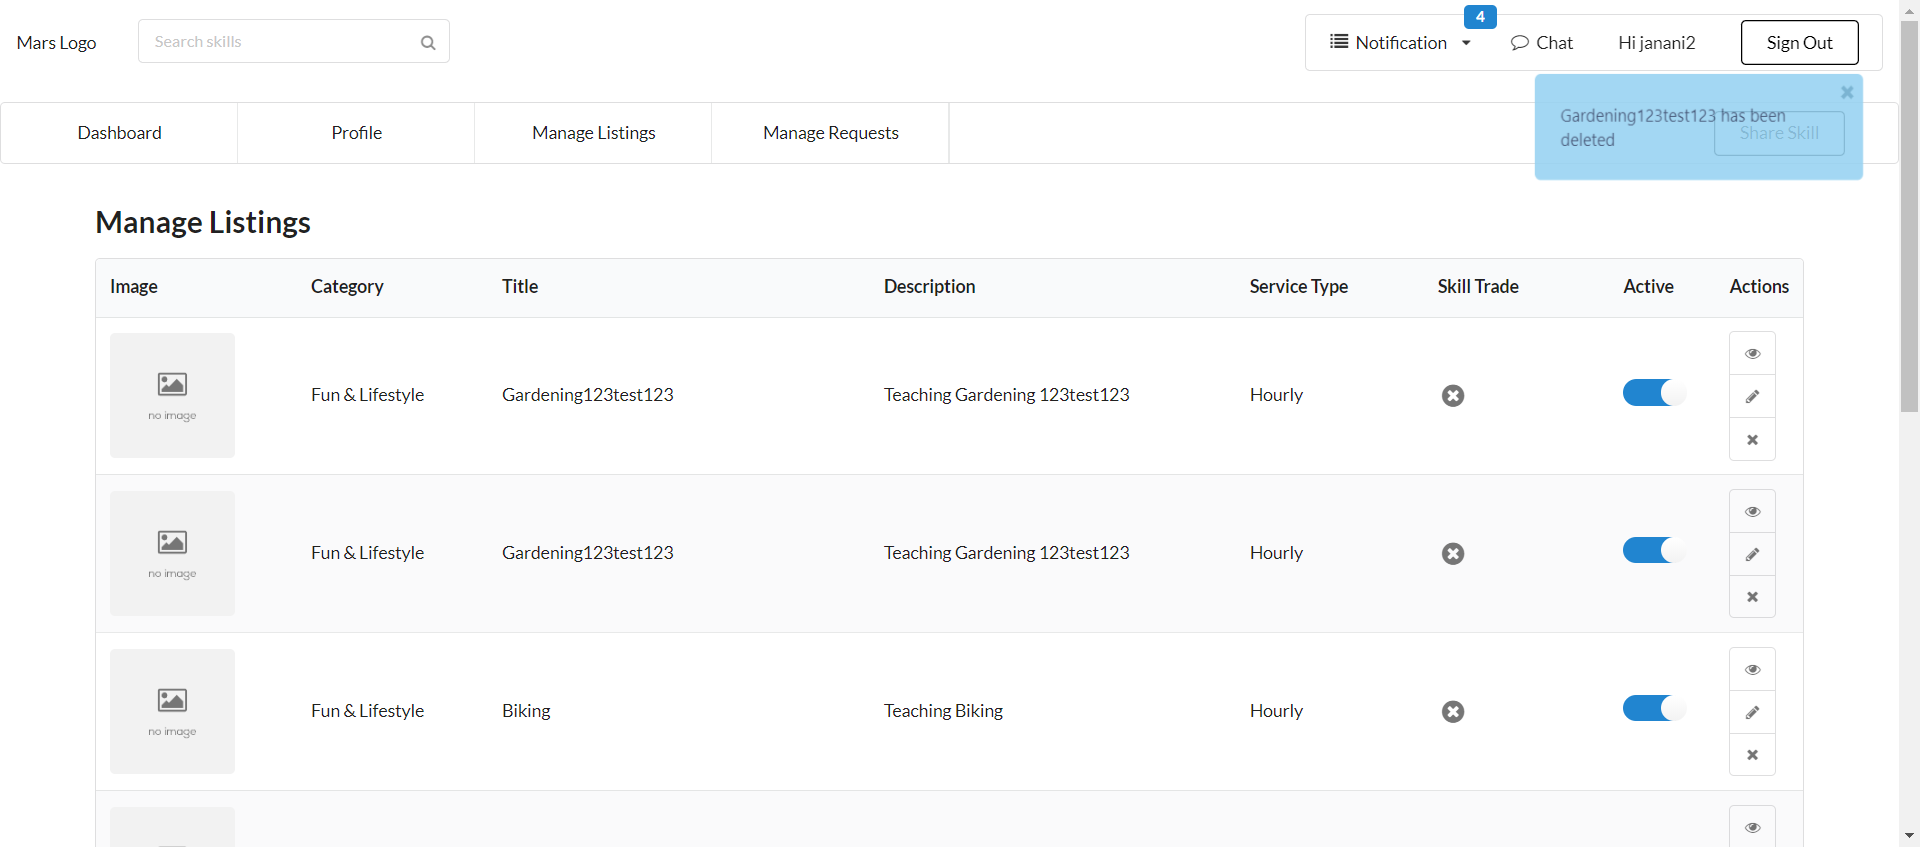 Mars Logo
Search skills
4
Notification
Chat
Hi janani2
Sign Out
Dashboard
Profile
Manage Listings
Manage Requests
Share Skill
Gardening123test123 has been
deleted
Manage Listings
Image Category Title Description Service Type Skill Trade Active Actions
no image Fun & Lifestyle Gardening123test123 Teaching Gardening 123test123 Hourly
no image Fun & Lifestyle Gardening123test123 Teaching Gardening 123test123 Hourly
no image Fun & Lifestyle Biking Teaching Biking Hourly